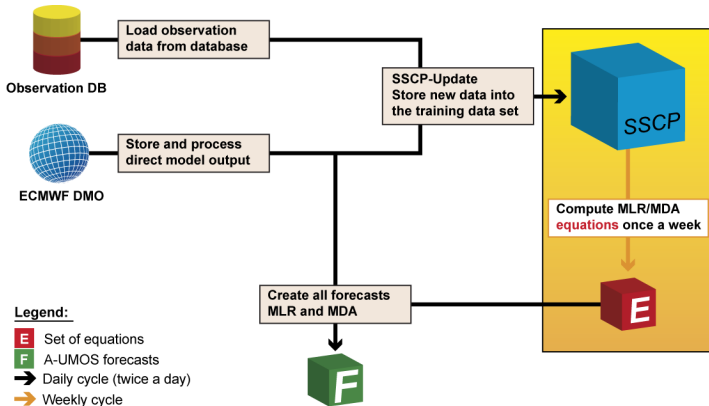 Load observation
data from database
Observation DB
SSCP-Update
Store new data into
the training data set
SSCP
Store and process
direct model output
ECMWF DMO
Compute MLR/MDA
equations once a week
Create all forecasts
MLR and MDA
E
F
Legend:
E Set of equations
F A-UMOS forecasts
Daily cycle (twice a day)
Weekly cycle